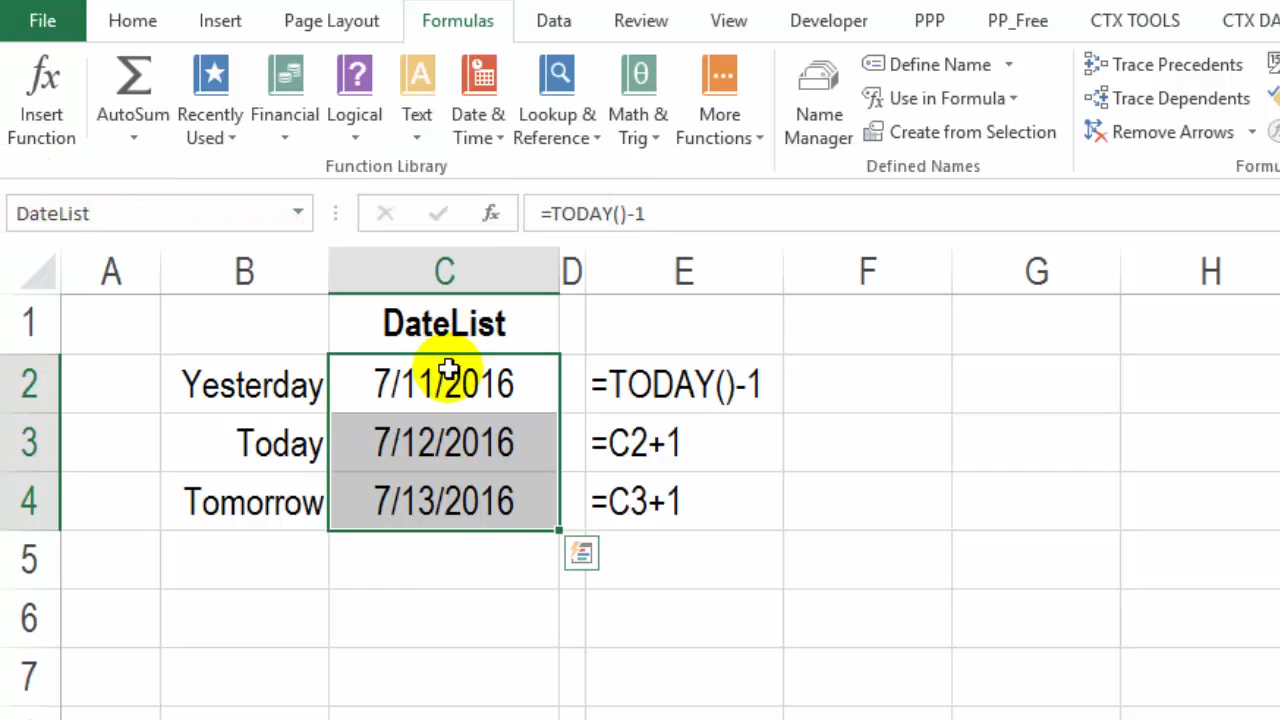 File Home Insert Page Layout Formulas Data Review View Developer PPP PP_Free CTX TOOLS CTX DA
fx Σ ? A θ
Insert Function
AutoSum
Recently Used
Financial
Logical
Text
Date & Time
Lookup & Reference
Math & Trig
More Functions
Name Manager
Define Name
Use in Formula
Create from Selection
Trace Precedents
Trace Dependents
Remove Arrows
Function Library Defined Names Formu
DateList fx =TODAY()-1
A B C D E F G H
1 DateList
2 Yesterday 7/11/2016 =TODAY()-1
3 Today 7/12/2016 =C2+1
4 Tomorrow 7/13/2016 =C3+1
5
6
7